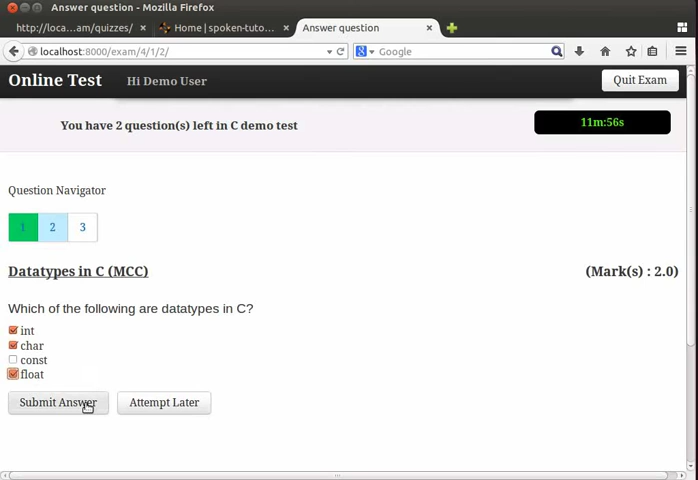 Answer question - Mozilla Firefox
http://loca...am/quizzes/
Home | spoken-tuto...
Answer question
localhost:8000/exam/4/1/2/
Google
Online Test
Hi Demo User
Quit Exam
You have 2 question(s) left in C demo test
11m:56s
Question Navigator
1 2 3
Datatypes in C (MCC)
(Mark(s) : 2.0)
Which of the following are datatypes in C?
int
char
const
float
Submit Answer
Attempt Later